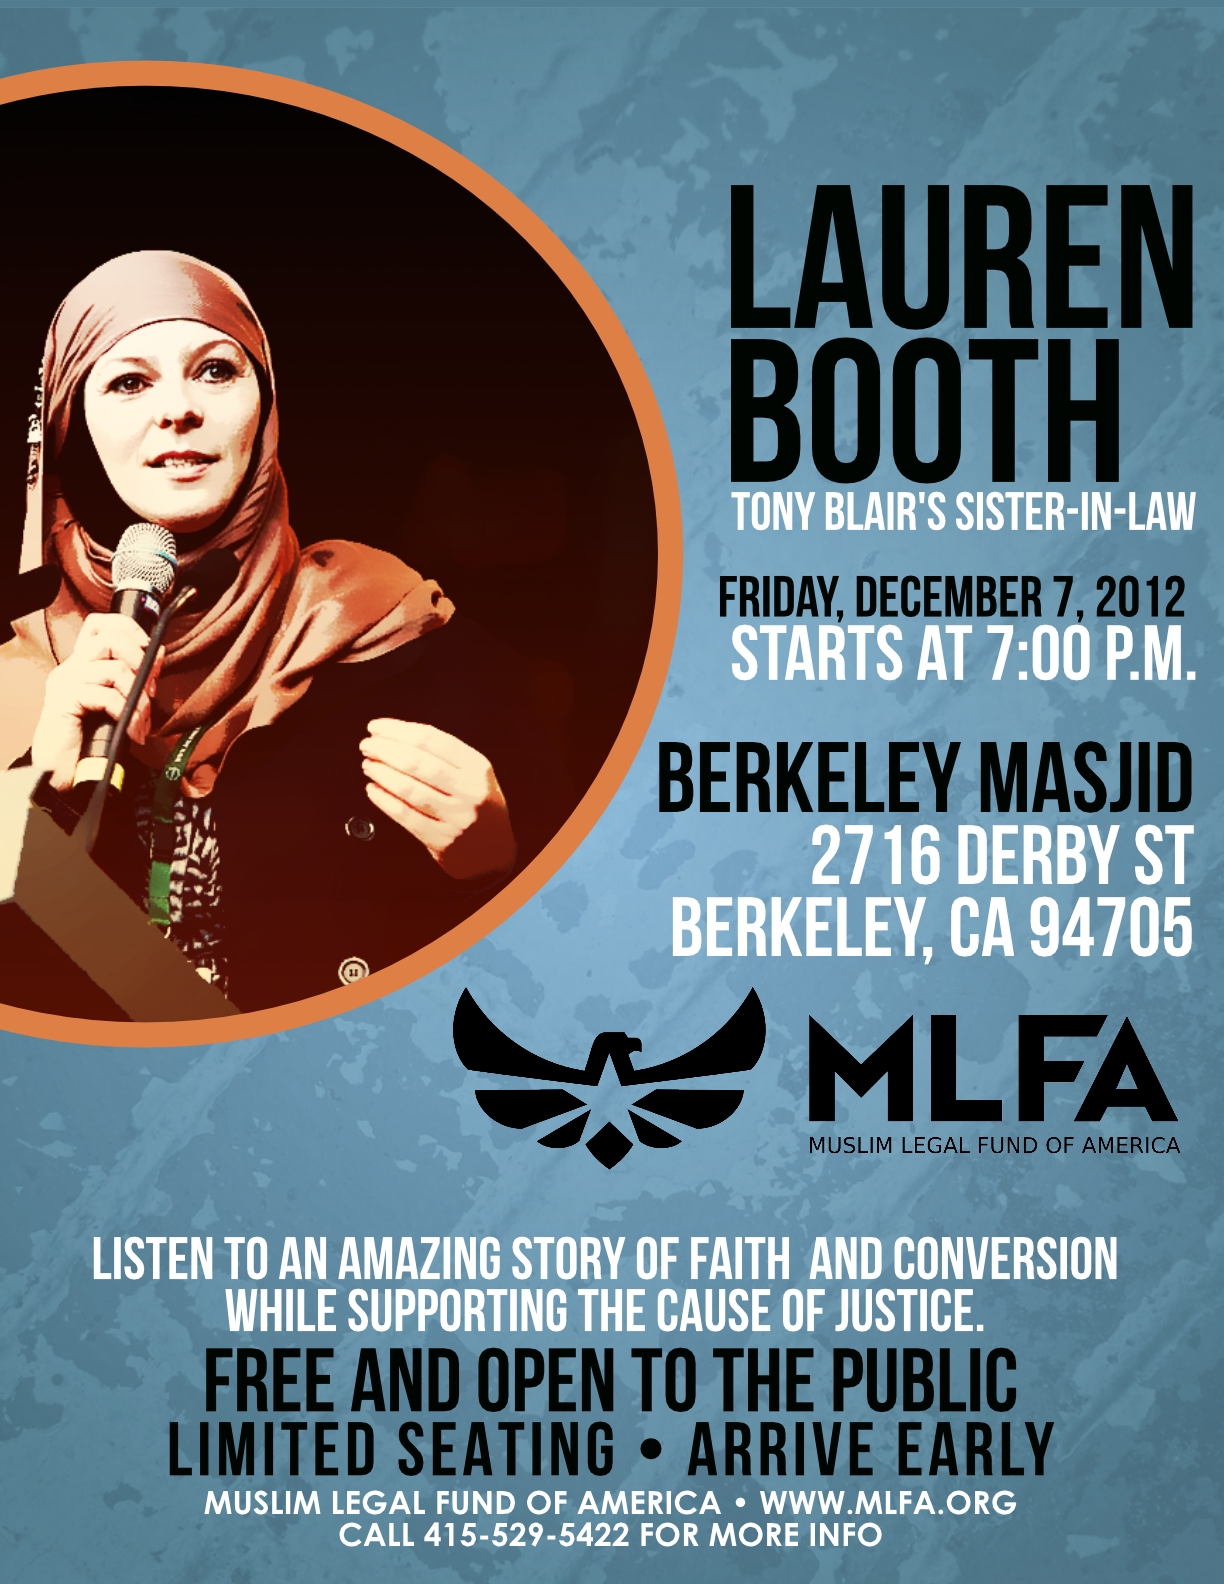 LAUREN
BOOTH
TONY BLAIR'S SISTER-IN-LAW
FRIDAY, DECEMBER 7, 2012
STARTS AT 7:00 P.M.
BERKELEY MASJID
2716 DERBY ST
BERKELEY, CA 94705
MLFA
MUSLIM LEGAL FUND OF AMERICA
LISTEN TO AN AMAZING STORY OF FAITH AND CONVERSION
WHILE SUPPORTING THE CAUSE OF JUSTICE.
FREE AND OPEN TO THE PUBLIC
LIMITED SEATING • ARRIVE EARLY
MUSLIM LEGAL FUND OF AMERICA • WWW.MLFA.ORG
CALL 415-529-5422 FOR MORE INFO